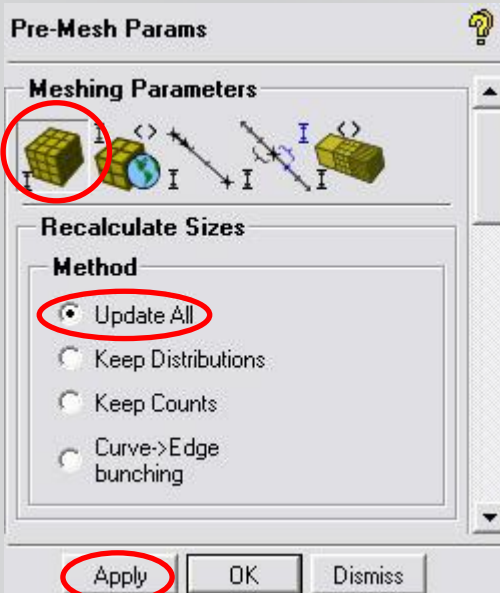 Pre-Mesh Params
Meshing Parameters
Recalculate Sizes
Method
Update All
Keep Distributions
Keep Counts
Curve->Edge
bunching
Apply
OK
Dismiss